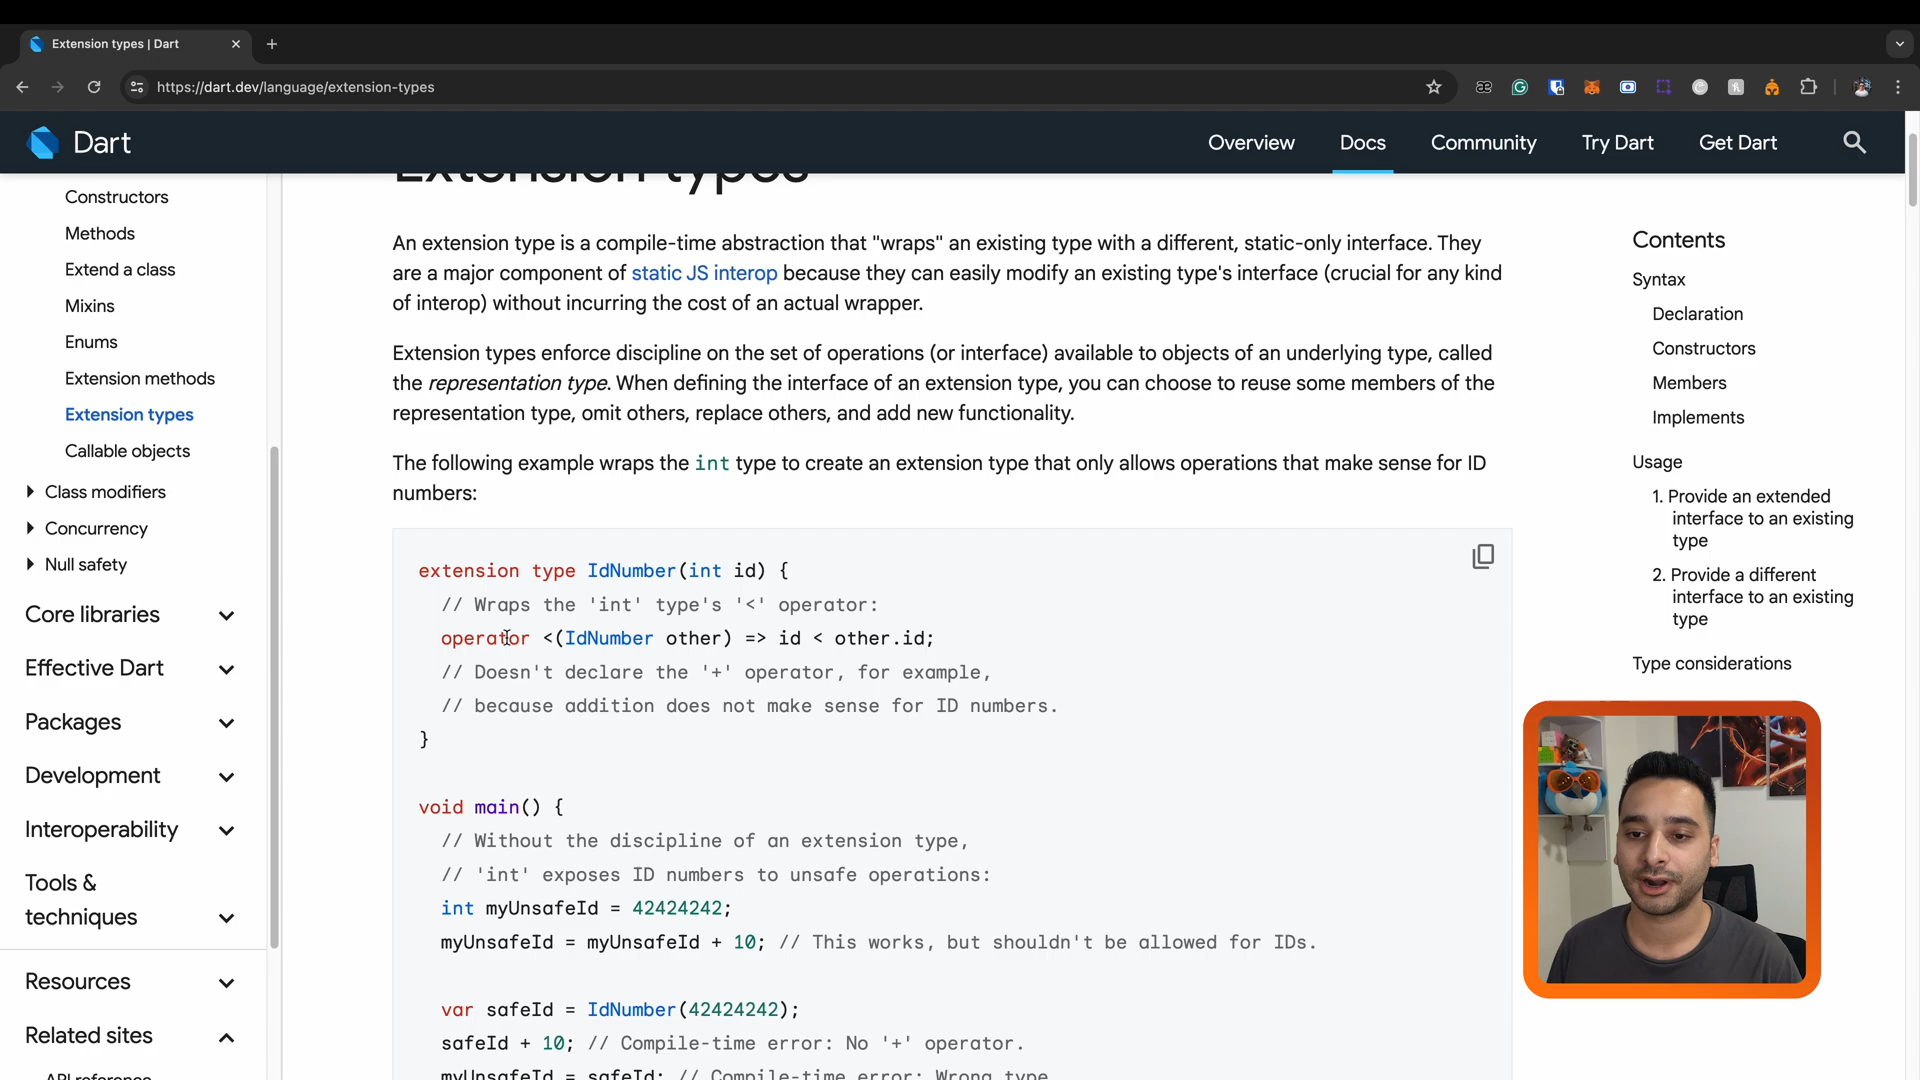 Extension types | Dart
https://dart.dev/language/extension-types
Dart
Overview
Docs
Community
Try Dart
Get Dart
Constructors
Methods
Extend a class
Mixins
Enums
Extension methods
Extension types
Callable objects
Class modifiers
Concurrency
Null safety
Core libraries
Effective Dart
Packages
Development
Interoperability
Tools &
techniques
Resources
Related sites
API reference
Extension types
An extension type is a compile-time abstraction that "wraps" an existing type with a different, static-only interface. They
are a major component of static JS interop because they can easily modify an existing type's interface (crucial for any kind
of interop) without incurring the cost of an actual wrapper.
Extension types enforce discipline on the set of operations (or interface) available to objects of an underlying type, called
the representation type. When defining the interface of an extension type, you can choose to reuse some members of the
representation type, omit others, replace others, and add new functionality.
The following example wraps the int type to create an extension type that only allows operations that make sense for ID
numbers:
extension type IdNumber(int id) {
// Wraps the 'int' type's '<' operator:
operator <(IdNumber other) => id < other.id;
// Doesn't declare the '+' operator, for example,
// because addition does not make sense for ID numbers.
}
void main() {
// Without the discipline of an extension type,
// 'int' exposes ID numbers to unsafe operations:
int myUnsafeId = 42424242;
myUnsafeId = myUnsafeId + 10; // This works, but shouldn't be allowed for IDs.
var safeId = IdNumber(42424242);
safeId + 10; // Compile-time error: No '+' operator.
myUnsafeId = safeId; // Compile-time error: Wrong type
Contents
Syntax
Declaration
Constructors
Members
Implements
Usage
1. Provide an extended
interface to an existing
type
2. Provide a different
interface to an existing
type
Type considerations